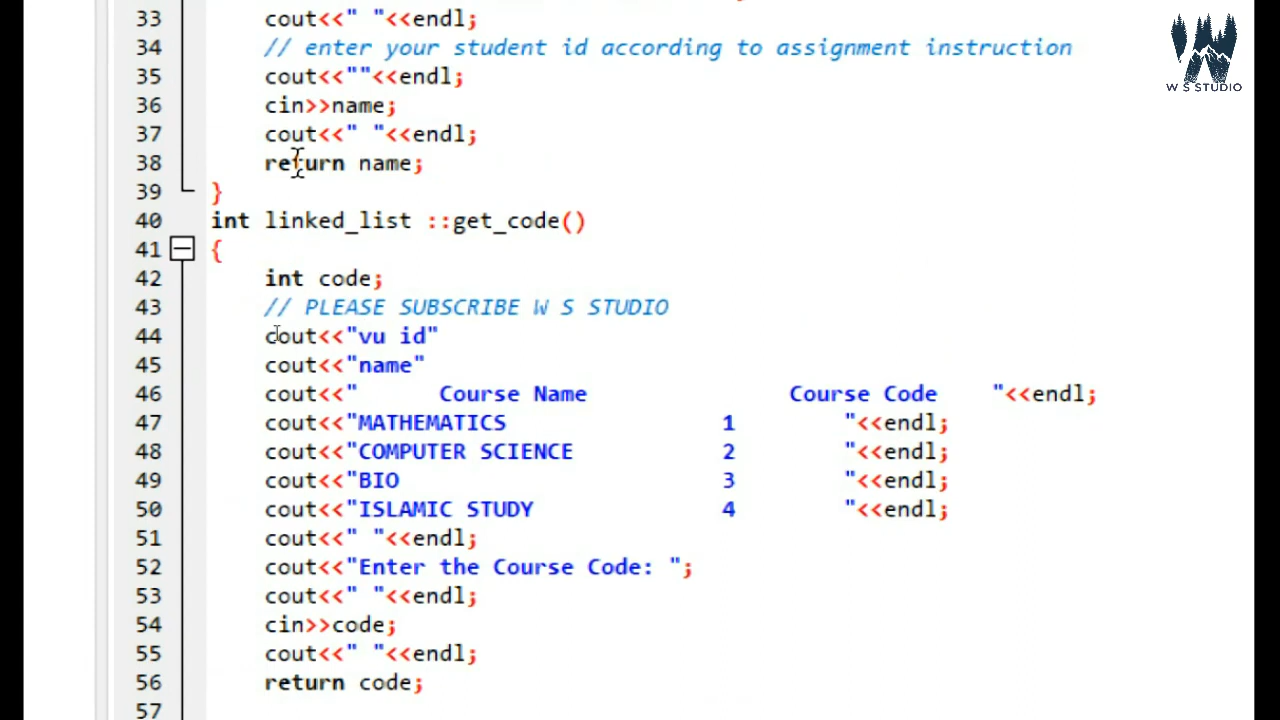 33 cout<<" "<<endl;
34 // enter your student id according to assignment instruction
35 cout<<""<<endl;
36 cin>>name;
37 cout<<" "<<endl;
38 return name;
39 }
40 int linked_list ::get_code()
41 {
42 int code;
43 // PLEASE SUBSCRIBE W S STUDIO
44 cout<<"vu id"
45 cout<<"name"
46 cout<<"      Course Name               Course Code    "<<endl;
47 cout<<"MATHEMATICS                1        "<<endl;
48 cout<<"COMPUTER SCIENCE           2        "<<endl;
49 cout<<"BIO                        3        "<<endl;
50 cout<<"ISLAMIC STUDY              4        "<<endl;
51 cout<<" "<<endl;
52 cout<<"Enter the Course Code: ";
53 cout<<" "<<endl;
54 cin>>code;
55 cout<<" "<<endl;
56 return code;
57
W S STUDIO